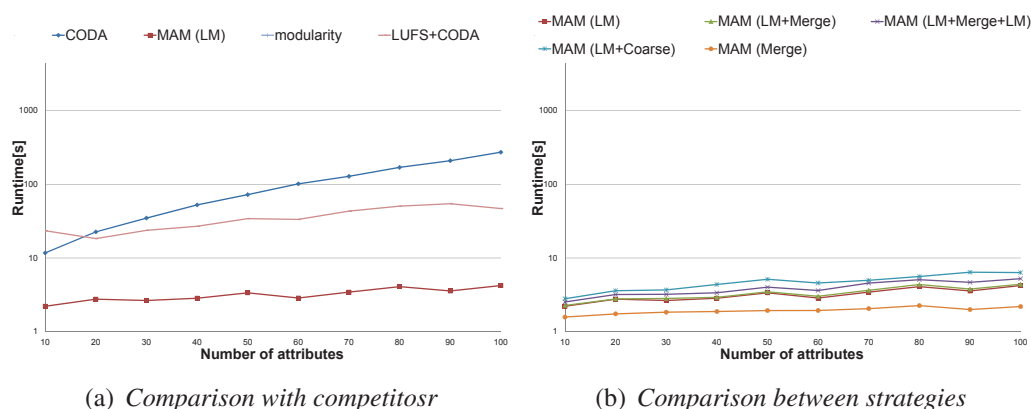 CODA MAM (LM) modularity LUFS+CODA
1000
100
10
1
Runtime[s]
10 20 30 40 50 60 70 80 90 100
Number of attributes
(a) Comparison with competitosr
MAM (LM) MAM (LM+Merge) MAM (LM+Merge+LM)
MAM (LM+Coarse) MAM (Merge)
1000
100
10
1
Runtime[s]
10 20 30 40 50 60 70 80 90 100
Number of attributes
(b) Comparison between strategies